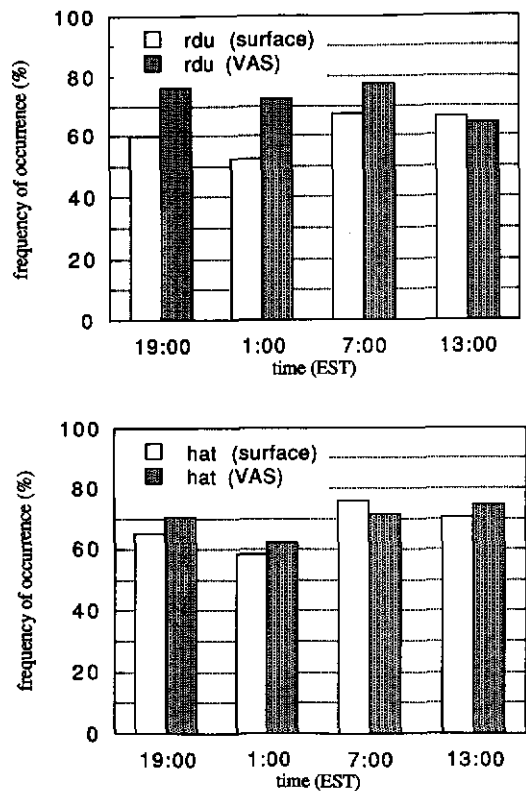 frequency of occurrence (%)
100
80
60
40
20
0
rdu (surface)
rdu (VAS)
19:00 1:00 7:00 13:00
time (EST)
frequency of occurrence (%)
100
80
60
40
20
0
hat (surface)
hat (VAS)
19:00 1:00 7:00 13:00
time (EST)